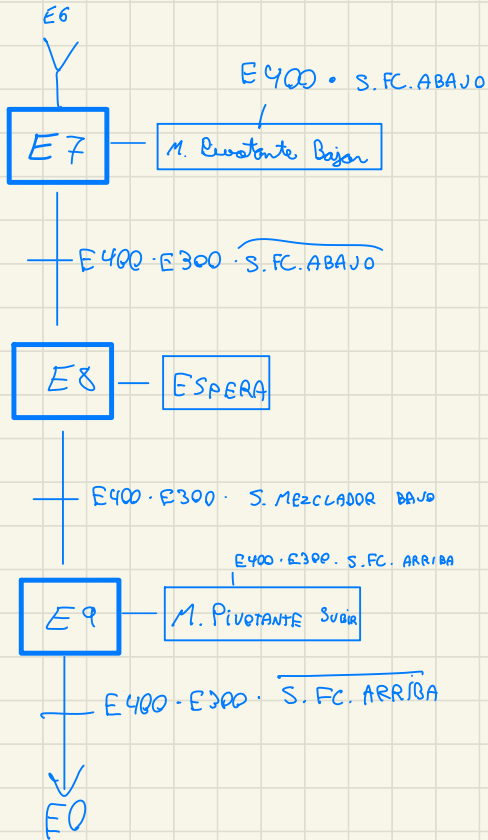 E6
E400 · S.FC.ABAJO
E7
M. Pivotante Bajar
E400 · E300 · S.FC.ABAJO
E8
ESPERA
E400 · E300 · S. MEZCLADOR BAJO
E400 · E300 · S.FC. ARRIBA
E9
M. PIVOTANTE SUBIR
E400 · E300 · S. FC. ARRIBA
E0